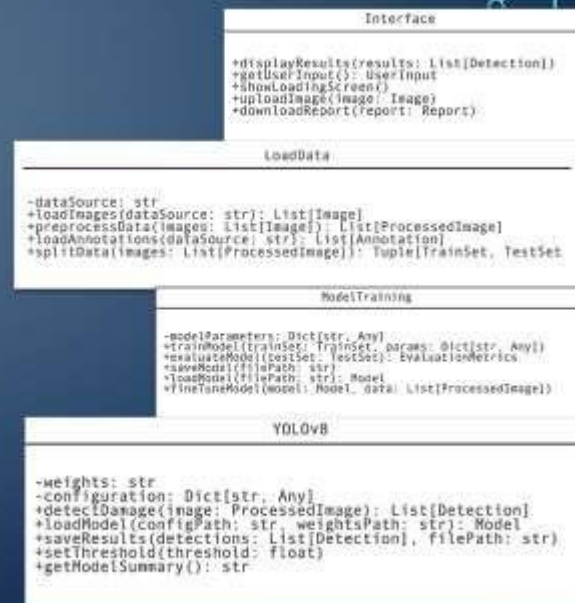 Interface
+displayResults(results: List[Detection])
+getUserInput(): UserInput
+showLoadingScreen()
+uploadImage(image: Image)
+downloadReport(report: Report)
LoadData
-dataSource: str
+loadImages(dataSource: str): List[Image]
+preprocessData(images: List[Image]): List[ProcessedImage]
+loadAnnotations(dataSource: str): List[Annotation]
+splitData(images: List[ProcessedImage]): Tuple[TrainSet, TestSet
ModelTraining
-modelParameters: Dict[str, Any]
+trainModel(trainSet: TrainSet, params: Dict[str, Any])
+evaluateModel(testSet: TestSet): EvaluationMetrics
+saveModel(filePath: str)
+loadModel(filePath: str): Model
+fineTuneModel(model: Model, data: List[ProcessedImage])
YOLOv8
-weights: str
-configuration: Dict[str, Any]
+detectDamage(image: ProcessedImage): List[Detection]
+loadModel(configPath: str, weightsPath: str): Model
+saveResults(detections: List[Detection], filePath: str)
+setThreshold(threshold: float)
+getModelSummary(): str